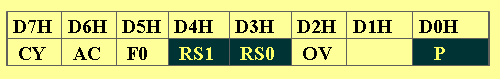 D7H D6H D5H D4H D3H D2H D1H D0H
CY AC F0 RS1 RS0 OV P